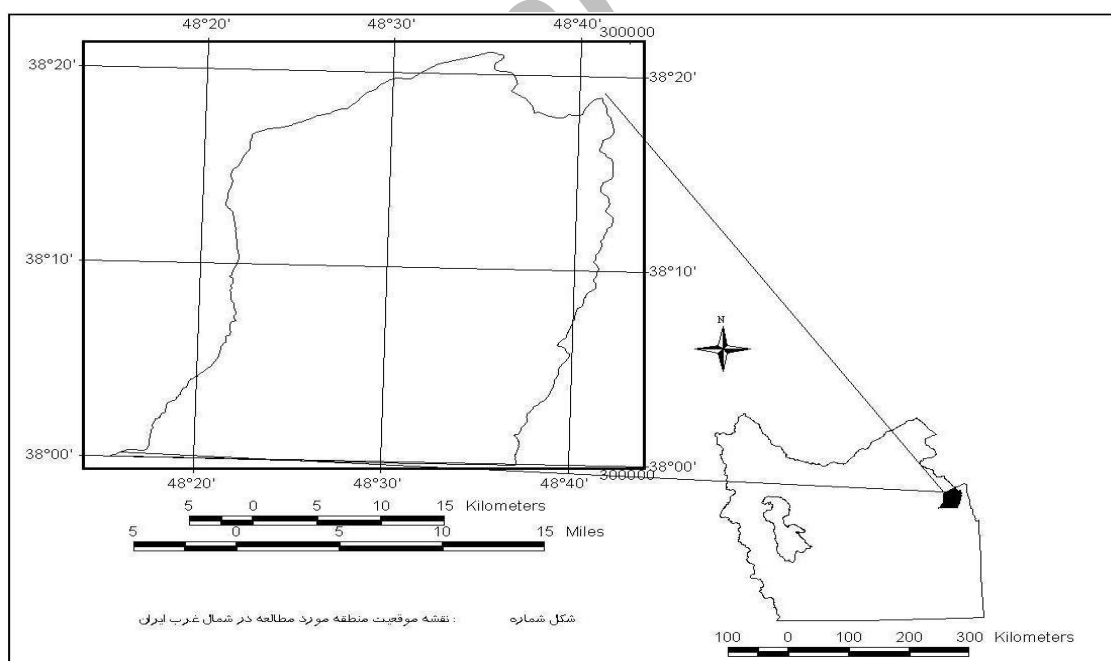 48°20' 48°30' 48°40'
300000
38°20' 38°20'
38°10' 38°10'
N
38°00' 38°00'
300000
48°20' 48°30' 48°40'
5 0 5 10 15 Kilometers
5 0 5 10 15 Miles
شکل شماره : نقشه موقعیت منطقه مورد مطالعه در شمال غرب ایران
100 0 100 200 300 Kilometers